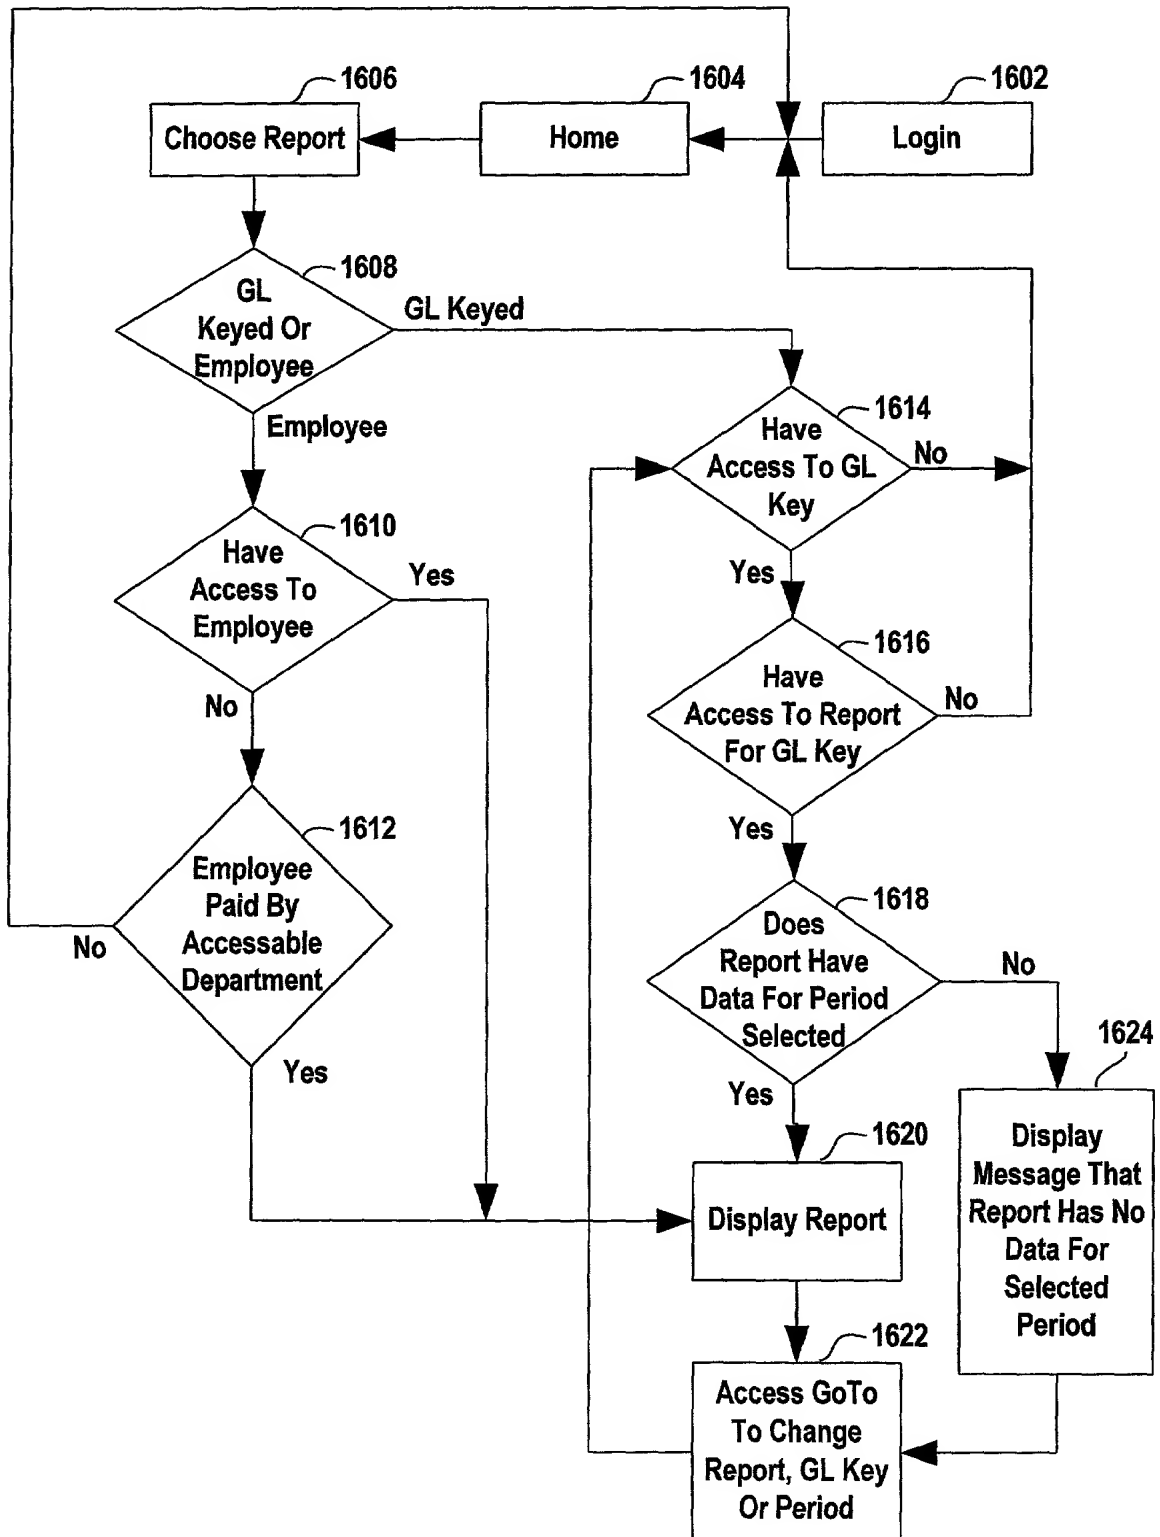 1606
1604
1602
Choose Report
Home
Login
1608
GL
Keyed Or
Employee
GL Keyed
Employee
1614
Have
Access To GL
Key
No
Yes
1610
Have
Access To
Employee
Yes
No
1616
Have
Access To Report
For GL Key
No
Yes
1612
Employee
Paid By
Accessable
Department
No
Yes
1618
Does
Report Have
Data For Period
Selected
No
Yes
1624
Display
Message That
Report Has No
Data For
Selected
Period
1620
Display Report
1622
Access GoTo
To Change
Report, GL Key
Or Period